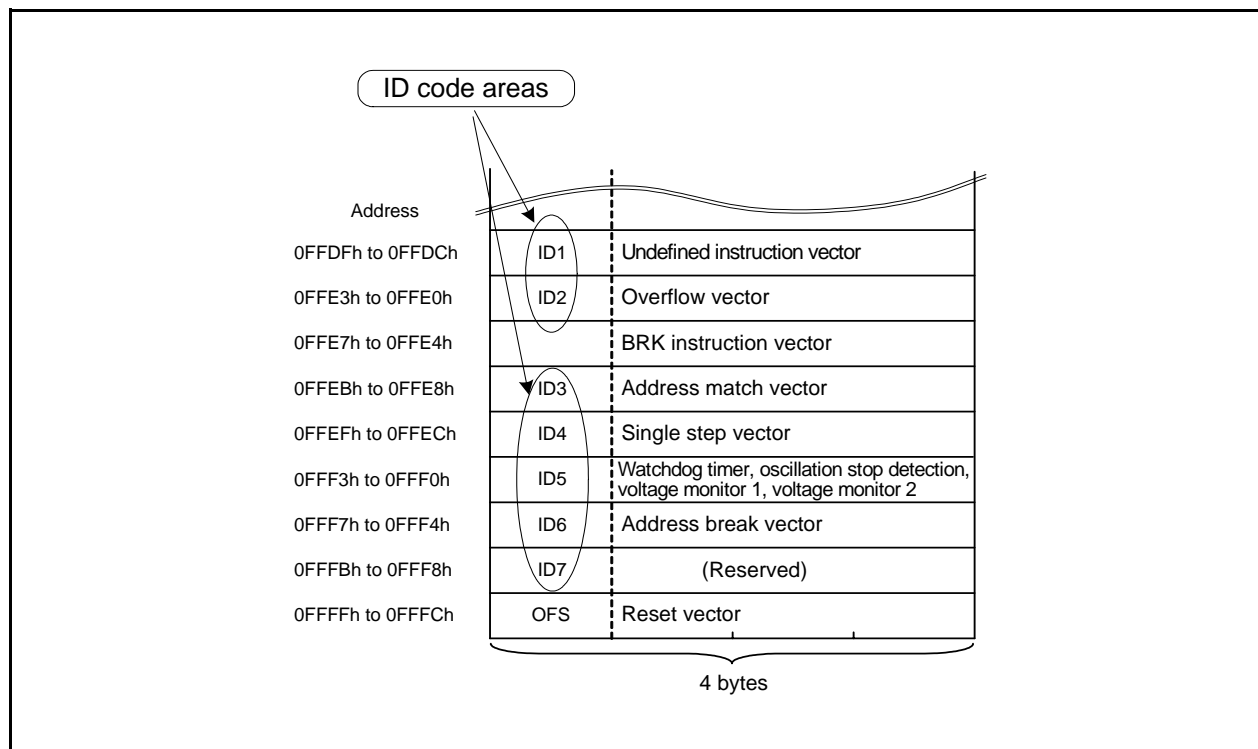 ID code areas
Address
0FFDFh to 0FFDCh ID1 Undefined instruction vector
0FFE3h to 0FFE0h ID2 Overflow vector
0FFE7h to 0FFE4h BRK instruction vector
0FFEBh to 0FFE8h ID3 Address match vector
0FFEFh to 0FFECh ID4 Single step vector
0FFF3h to 0FFF0h ID5 Watchdog timer, oscillation stop detection,
voltage monitor 1, voltage monitor 2
0FFF7h to 0FFF4h ID6 Address break vector
0FFFBh to 0FFF8h ID7 (Reserved)
0FFFFh to 0FFFCh OFS Reset vector
4 bytes